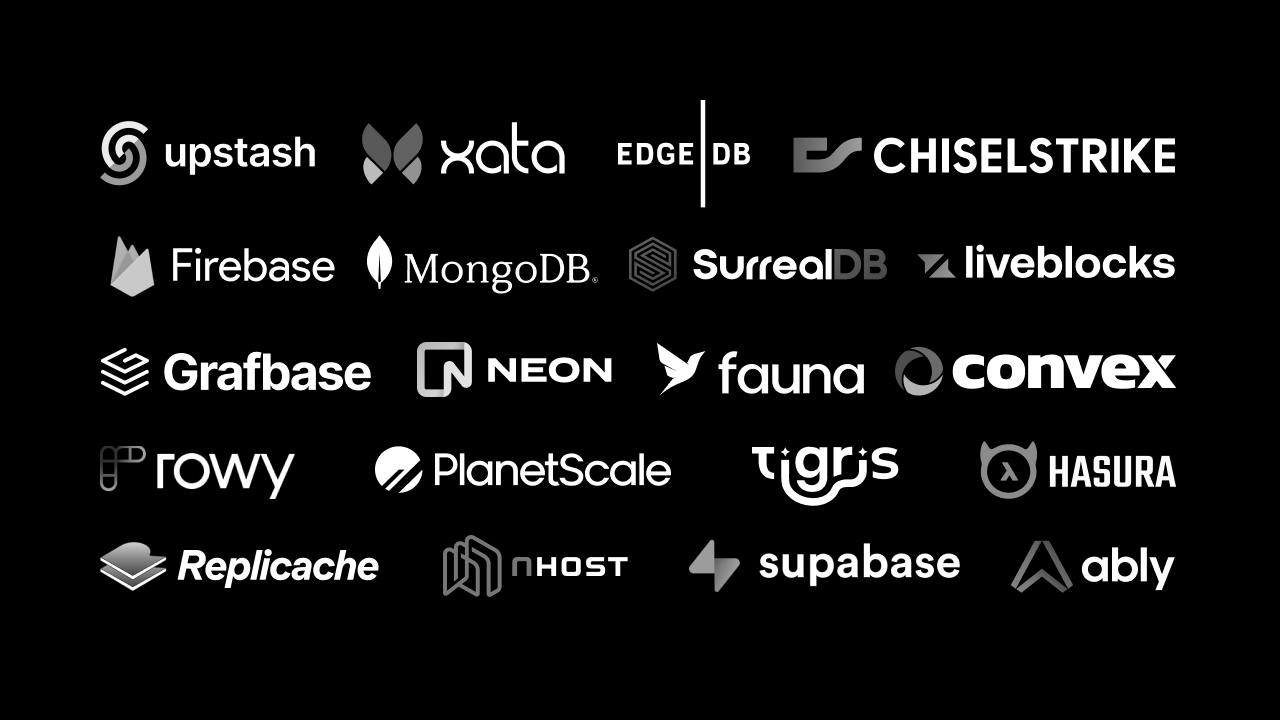 upstash xata EDGE DB CHISELSTRIKE
Firebase MongoDB® SurrealDB liveblocks
Grafbase NEON fauna convex
rowy PlanetScale tigris HASURA
Replicache nHOST supabase ably